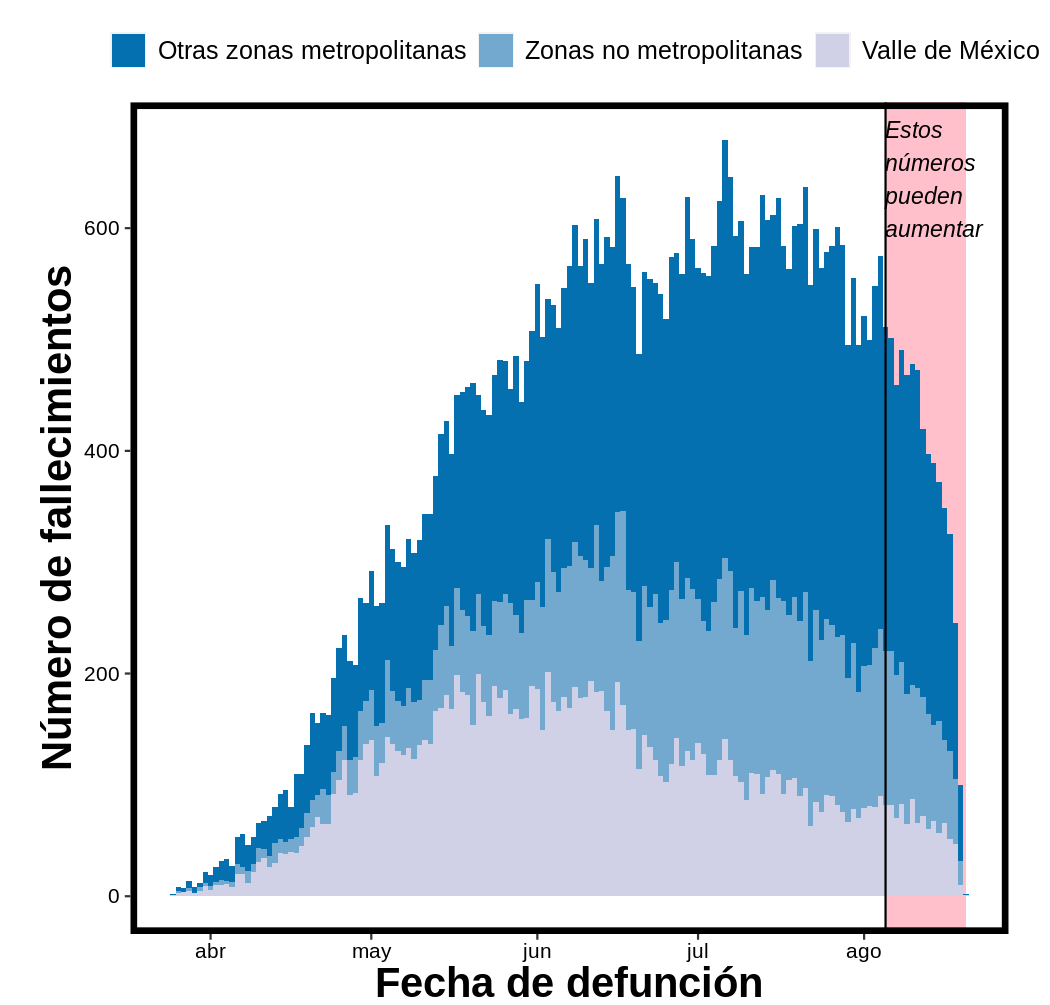 Otras zonas metropolitanas Zonas no metropolitanas Valle de México
Estos
números
pueden
aumentar
600
400
200
0
Número de fallecimientos
abr may jun jul ago
Fecha de defunción